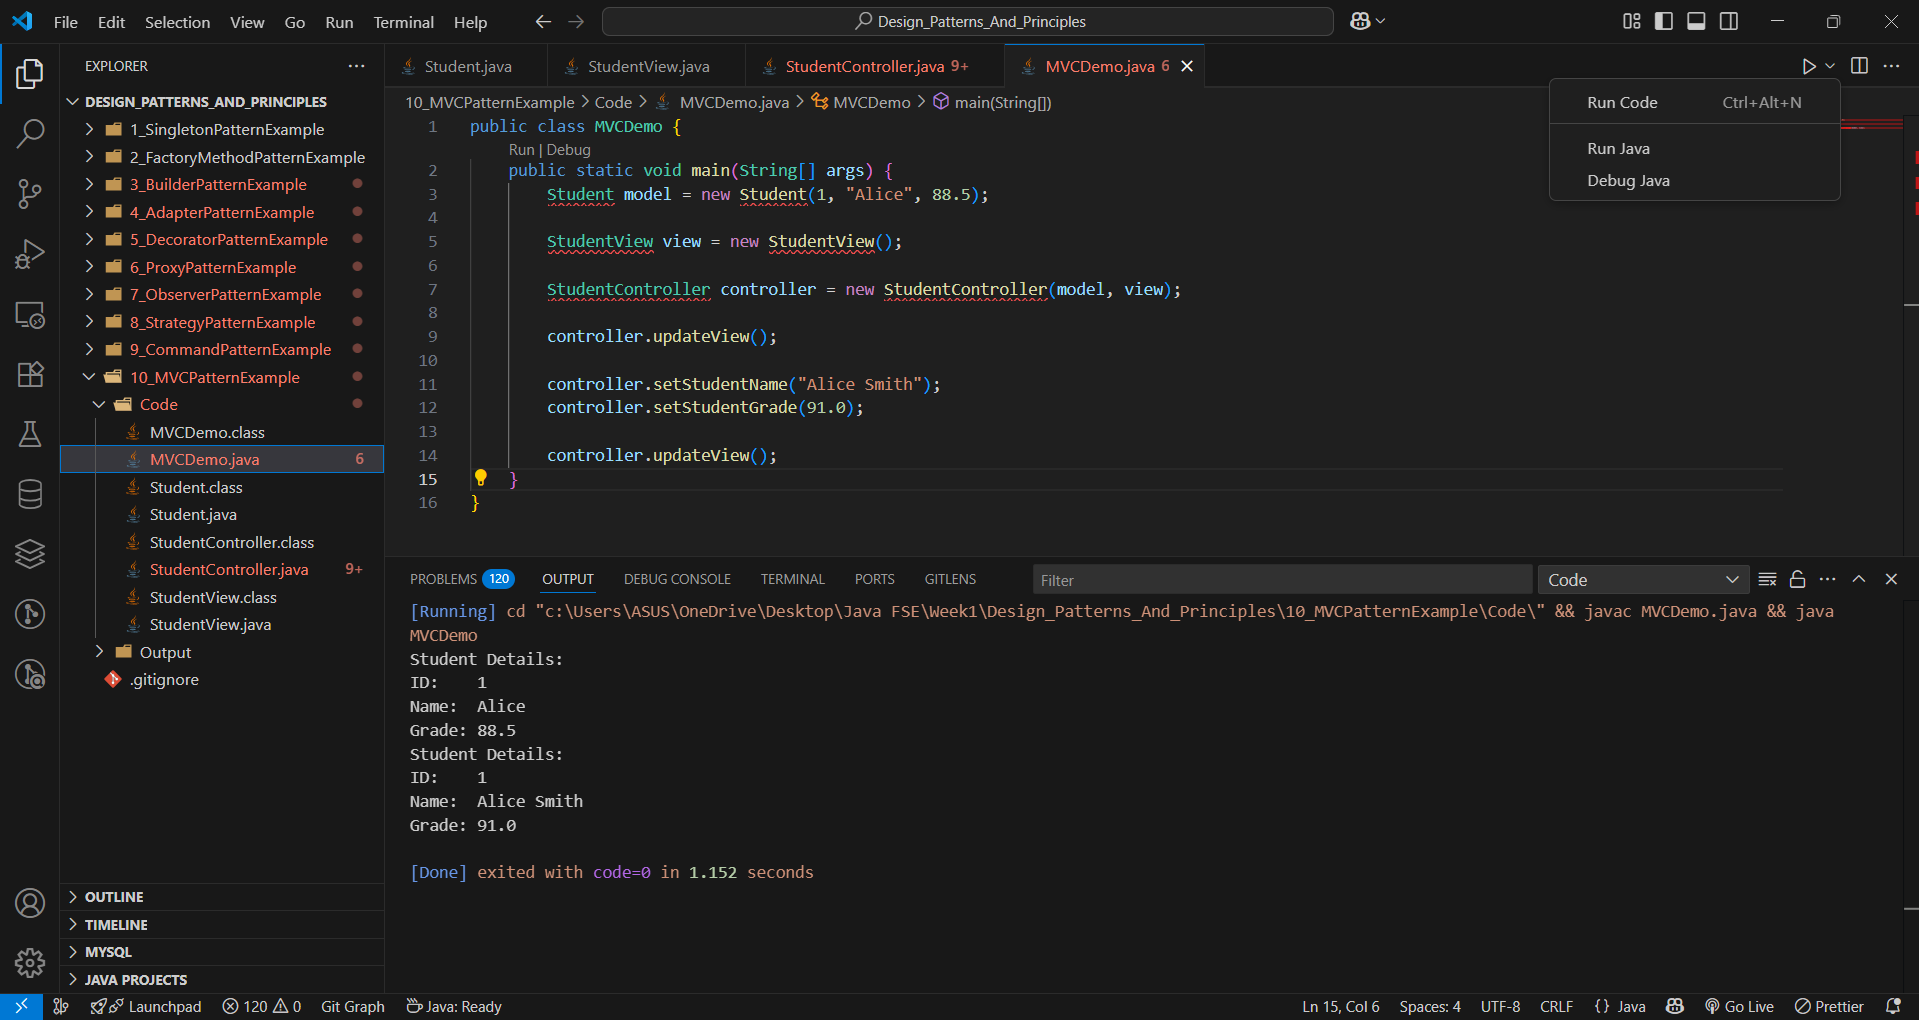 File Edit Selection View Go Run Terminal Help
Design_Patterns_And_Principles
EXPLORER
DESIGN_PATTERNS_AND_PRINCIPLES
1_SingletonPatternExample
2_FactoryMethodPatternExample
3_BuilderPatternExample
4_AdapterPatternExample
5_DecoratorPatternExample
6_ProxyPatternExample
7_ObserverPatternExample
8_StrategyPatternExample
9_CommandPatternExample
10_MVCPatternExample
Code
MVCDemo.class
MVCDemo.java 6
Student.class
Student.java
StudentController.class
StudentController.java 9+
StudentView.class
StudentView.java
Output
.gitignore
OUTLINE
TIMELINE
MYSQL
JAVA PROJECTS
Student.java StudentView.java StudentController.java 9+ MVCDemo.java 6
10_MVCPatternExample > Code > MVCDemo.java > MVCDemo > main(String[])
Run Code Ctrl+Alt+N
Run Java
Debug Java
1 public class MVCDemo {
Run | Debug
2 public static void main(String[] args) {
3 Student model = new Student(1, "Alice", 88.5);
4
5 StudentView view = new StudentView();
6
7 StudentController controller = new StudentController(model, view);
8
9 controller.updateView();
10
11 controller.setStudentName("Alice Smith");
12 controller.setStudentGrade(91.0);
13
14 controller.updateView();
15 }
16 }
PROBLEMS 120 OUTPUT DEBUG CONSOLE TERMINAL PORTS GITLENS Filter Code
[Running] cd "c:\Users\ASUS\OneDrive\Desktop\Java FSE\Week1\Design_Patterns_And_Principles\10_MVCPatternExample\Code\" && javac MVCDemo.java && java
MVCDemo
Student Details:
ID: 1
Name: Alice
Grade: 88.5
Student Details:
ID: 1
Name: Alice Smith
Grade: 91.0
[Done] exited with code=0 in 1.152 seconds
Launchpad 120 0 Git Graph Java: Ready Ln 15, Col 6 Spaces: 4 UTF-8 CRLF {} Java Go Live Prettier